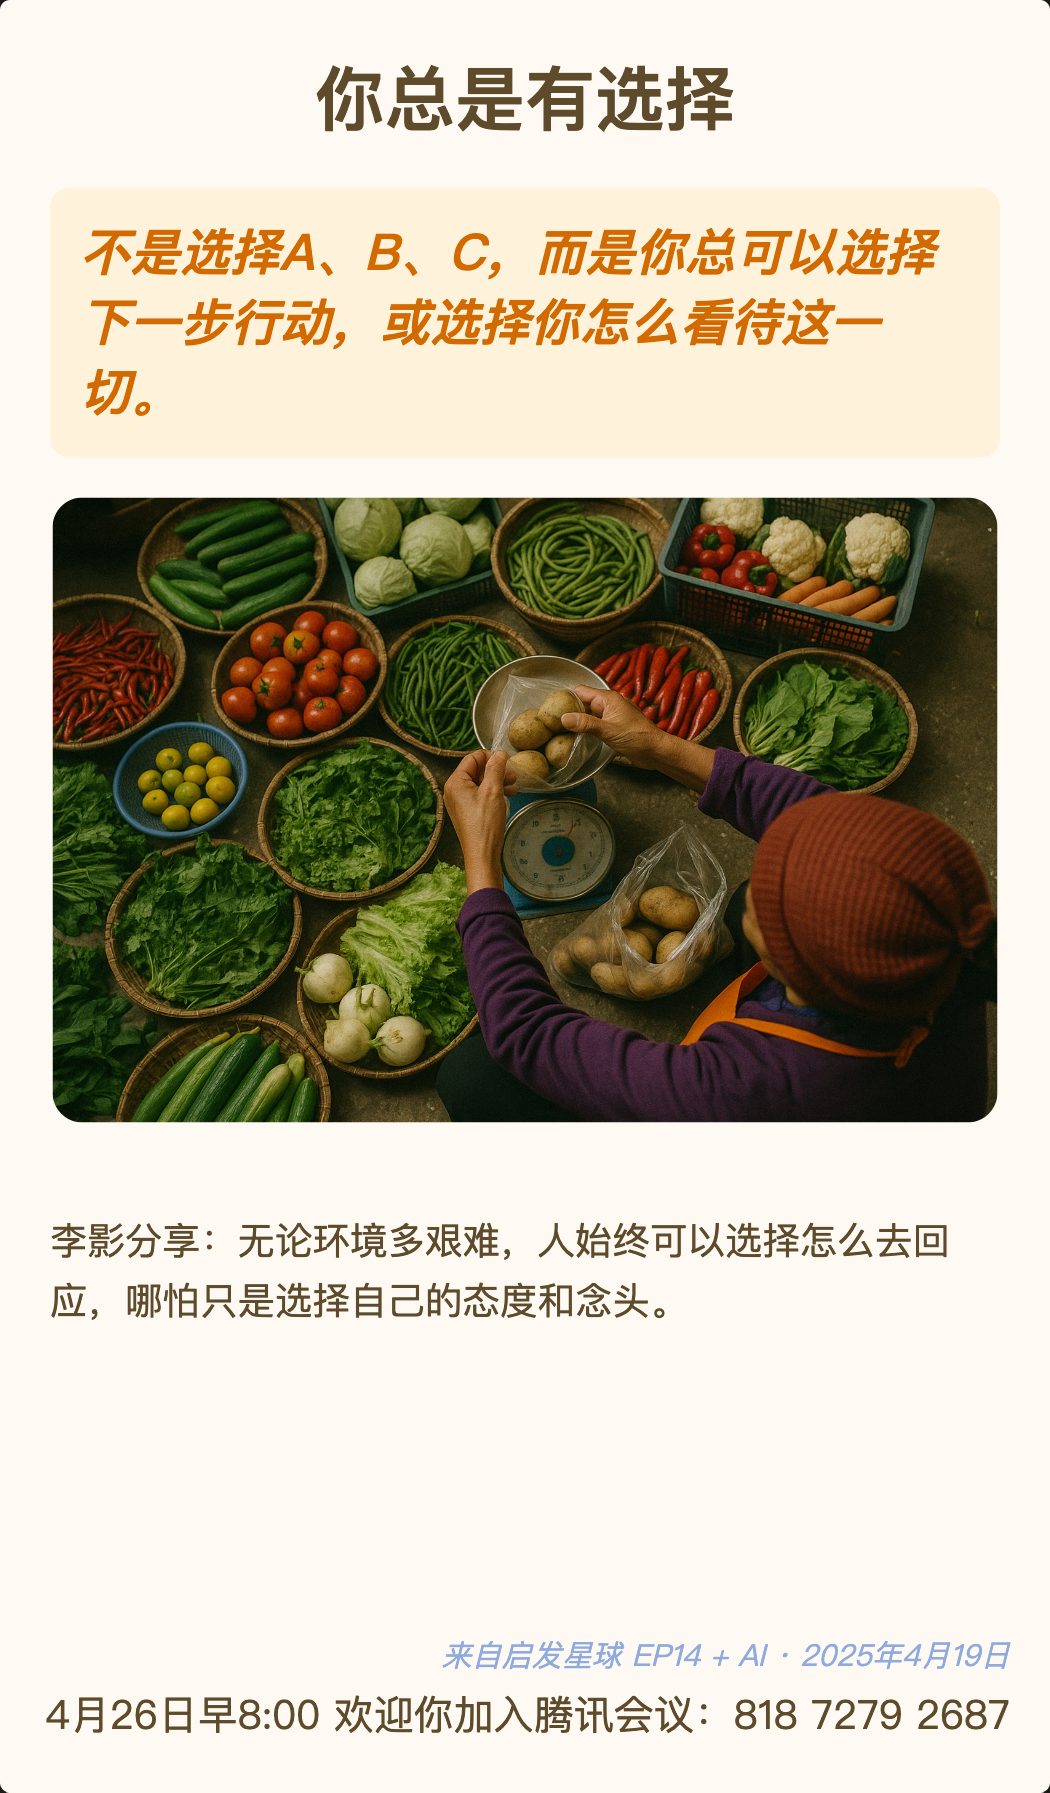 你总是有选择
不是选择A、B、C，而是你总可以选择
下一步行动，或选择你怎么看待这一
切。
李影分享：无论环境多艰难，人始终可以选择怎么去回
应，哪怕只是选择自己的态度和念头。
来自启发星球 EP14 + AI · 2025年4月19日
4月26日早8:00 欢迎你加入腾讯会议：818 7279 2687